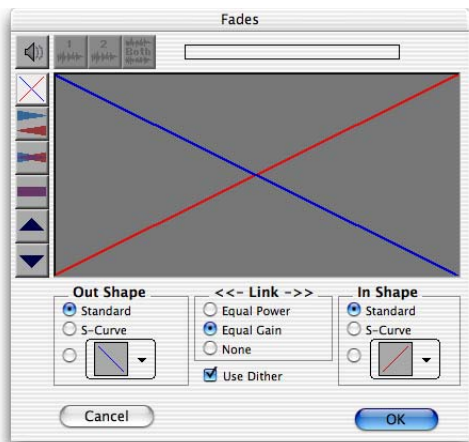 Fades
1
2
Both
Out Shape
Standard
S-Curve
<<- Link ->>
Equal Power
Equal Gain
None
Use Dither
In Shape
Standard
S-Curve
Cancel
OK